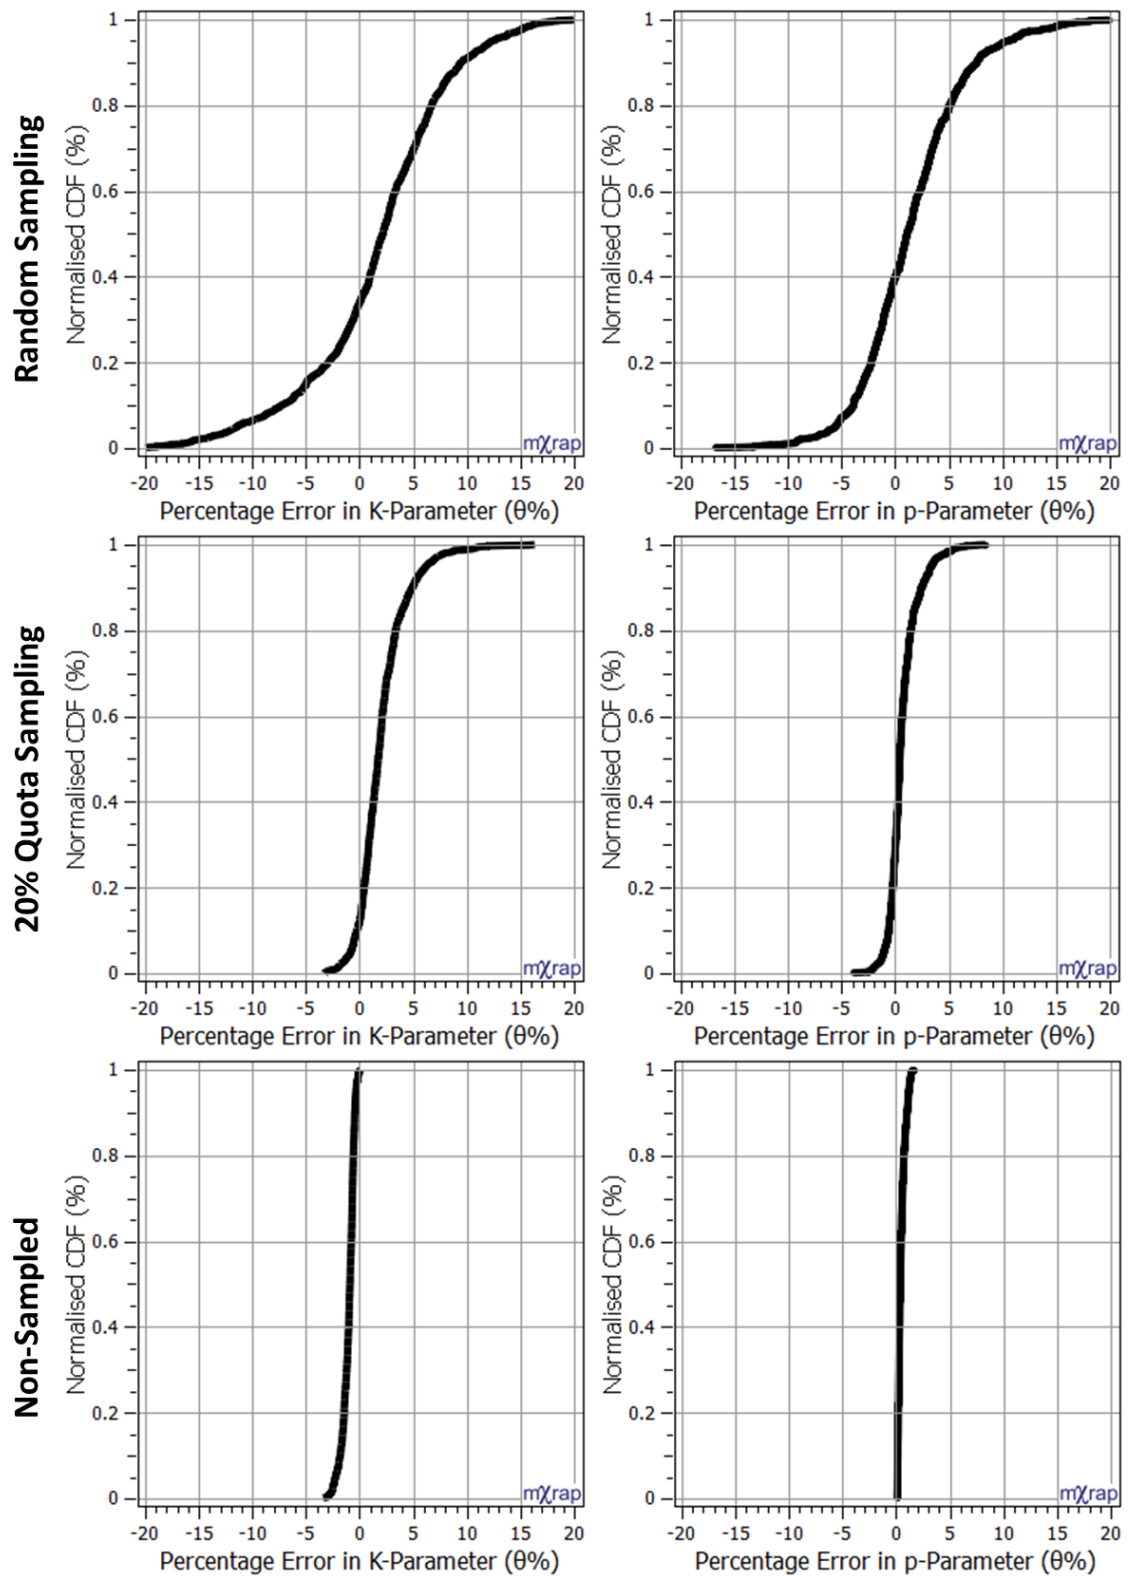 Random Sampling
Normalised CDF (%)
1
0.8
0.6
0.4
0.2
0
mχrap
-20 -15 -10 -5 0 5 10 15 20
Percentage Error in K-Parameter (θ%)
Normalised CDF (%)
1
0.8
0.6
0.4
0.2
0
mχrap
-20 -15 -10 -5 0 5 10 15 20
Percentage Error in p-Parameter (θ%)
20% Quota Sampling
Normalised CDF (%)
1
0.8
0.6
0.4
0.2
0
mχrap
-20 -15 -10 -5 0 5 10 15 20
Percentage Error in K-Parameter (θ%)
Normalised CDF (%)
1
0.8
0.6
0.4
0.2
0
mχrap
-20 -15 -10 -5 0 5 10 15 20
Percentage Error in p-Parameter (θ%)
Non-Sampled
Normalised CDF (%)
1
0.8
0.6
0.4
0.2
0
mχrap
-20 -15 -10 -5 0 5 10 15 20
Percentage Error in K-Parameter (θ%)
Normalised CDF (%)
1
0.8
0.6
0.4
0.2
0
mχrap
-20 -15 -10 -5 0 5 10 15 20
Percentage Error in p-Parameter (θ%)